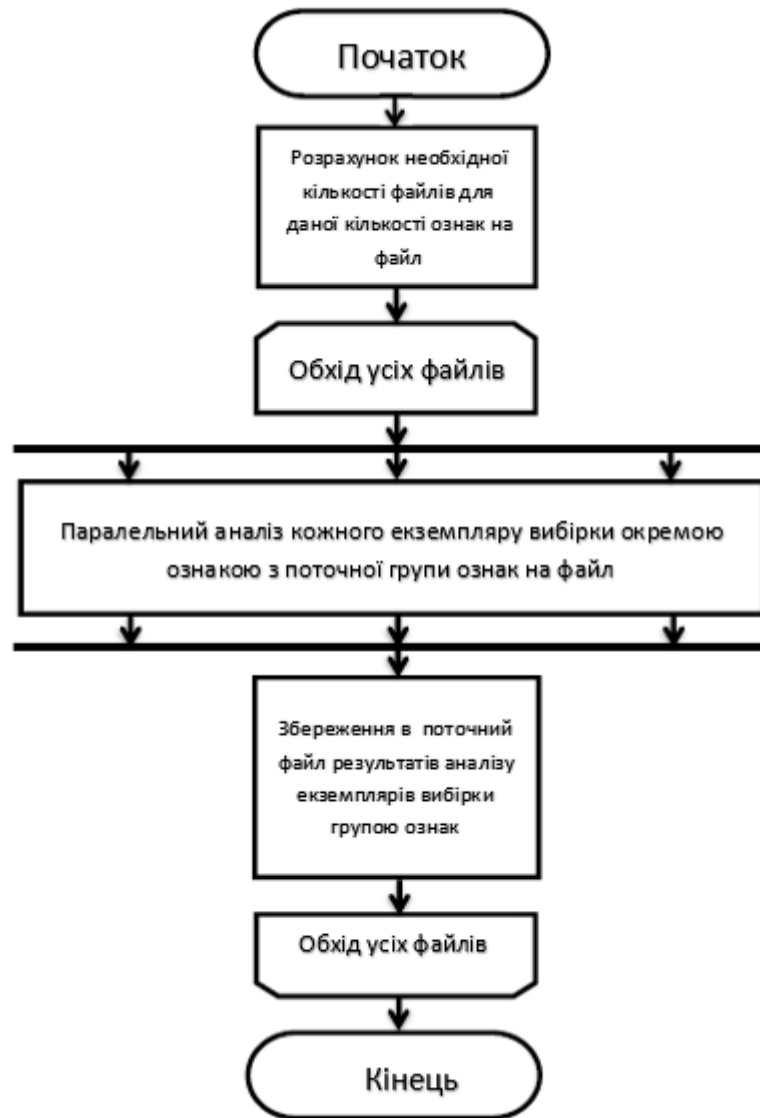 Початок
Розрахунок необхідної
кількості файлів для
даної кількості ознак на
файл
Обхід усіх файлів
Паралельний аналіз кожного екземпляру вибірки окремою
ознакою з поточної групи ознак на файл
Збереження в поточний
файл результатів аналізу
екземплярів вибірки
групою ознак
Обхід усіх файлів
Кінець